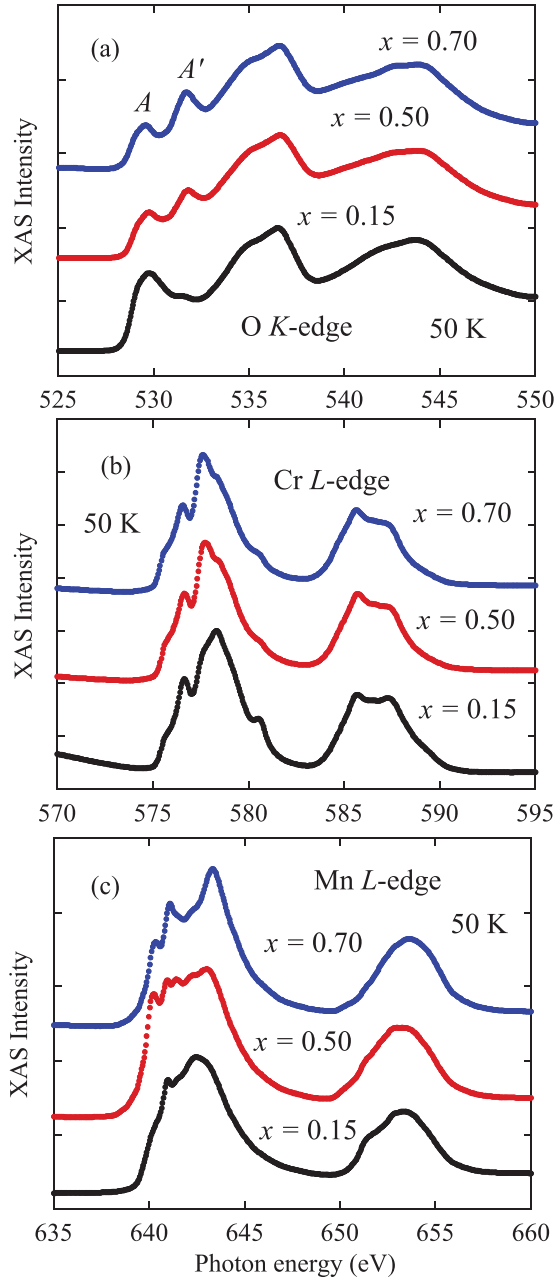 (a)
x = 0.70
A
A′
x = 0.50
x = 0.15
O K-edge
50 K
XAS Intensity
525 530 535 540 545 550
(b)
Cr L-edge
50 K
x = 0.70
x = 0.50
x = 0.15
XAS Intensity
570 575 580 585 590 595
(c)
Mn L-edge
50 K
x = 0.70
x = 0.50
x = 0.15
XAS Intensity
635 640 645 650 655 660
Photon energy (eV)